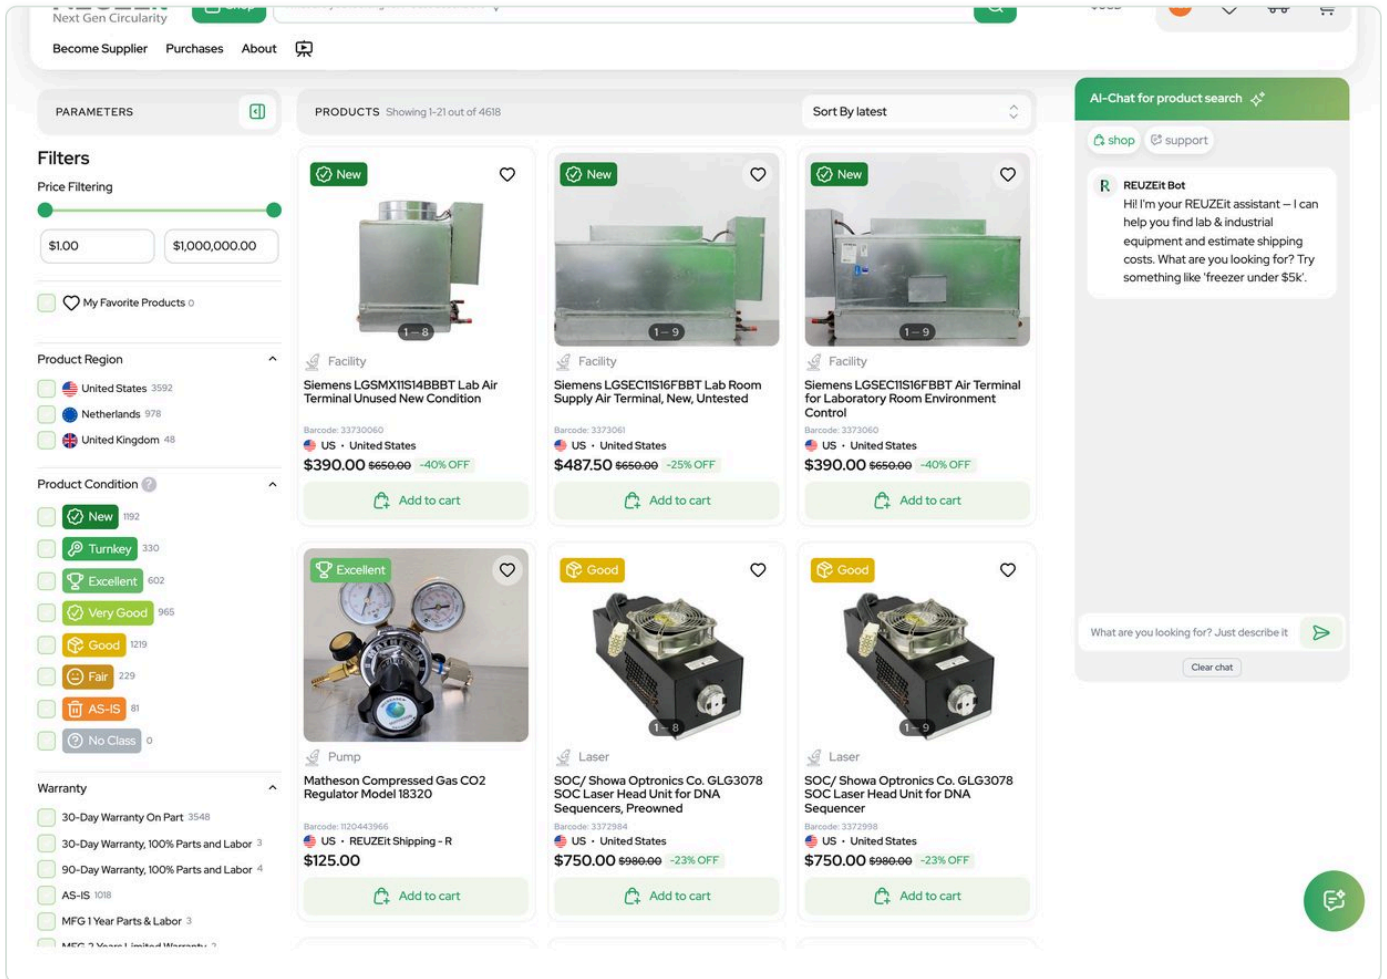 Next Gen Circularity
Shop
Become Supplier Purchases About
PARAMETERS
Filters
Price Filtering
$1.00 $1,000,000.00
My Favorite Products 0
Product Region
United States 3592
Netherlands 978
United Kingdom 48
Product Condition ?
New 1192
Turnkey 330
Excellent 602
Very Good 965
Good 1219
Fair 229
AS-IS 81
No Class 0
Warranty
30-Day Warranty On Part 3548
30-Day Warranty, 100% Parts and Labor 3
90-Day Warranty, 100% Parts and Labor 4
AS-IS 1018
MFG 1 Year Parts & Labor 3
MFG 2 Years Limited Warranty 2
PRODUCTS Showing 1-21 out of 4618
Sort By latest
New
1 – 8
Facility
Siemens LGSMX11S14BBBT Lab Air
Terminal Unused New Condition
Barcode: 33730060
US • United States
$390.00 $650.00 -40% OFF
Add to cart
New
1 – 9
Facility
Siemens LGSEC11S16FBBT Lab Room
Supply Air Terminal, New, Untested
Barcode: 3373061
US • United States
$487.50 $650.00 -25% OFF
Add to cart
New
1 – 9
Facility
Siemens LGSEC11S16FBBT Air Terminal
for Laboratory Room Environment
Control
Barcode: 3373060
US • United States
$390.00 $650.00 -40% OFF
Add to cart
Excellent
Pump
Matheson Compressed Gas CO2
Regulator Model 18320
Barcode: 1120443966
US • REUZEit Shipping - R
$125.00
Add to cart
Good
1 – 8
Laser
SOC/ Showa Optronics Co. GLG3078
SOC Laser Head Unit for DNA
Sequencers, Preowned
Barcode: 3372984
US • United States
$750.00 $980.00 -23% OFF
Add to cart
Good
1 – 9
Laser
SOC/ Showa Optronics Co. GLG3078
SOC Laser Head Unit for DNA
Sequencer
Barcode: 3372998
US • United States
$750.00 $980.00 -23% OFF
Add to cart
AI-Chat for product search
shop support
R REUZEit Bot
Hi! I'm your REUZEit assistant — I can
help you find lab & industrial
equipment and estimate shipping
costs. What are you looking for? Try
something like 'freezer under $5k'.
What are you looking for? Just describe it
Clear chat